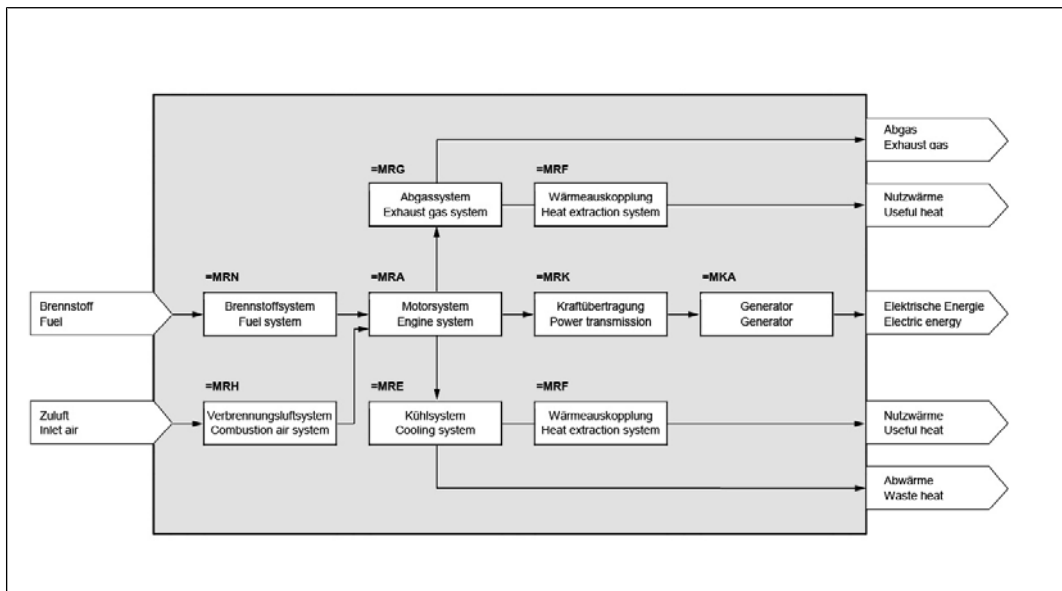 Abgas
Exhaust gas
=MRG
=MRF
Abgassystem
Exhaust gas system
Wärmeauskopplung
Heat extraction system
Nutzwärme
Useful heat
=MRN
=MRA
=MRK
=MKA
Brennstoff
Fuel
Brennstoffsystem
Fuel system
Motorsystem
Engine system
Kraftübertragung
Power transmission
Generator
Generator
Elektrische Energie
Electric energy
=MRH
=MRE
=MRF
Zuluft
Inlet air
Verbrennungsluftsystem
Combustion air system
Kühlsystem
Cooling system
Wärmeauskopplung
Heat extraction system
Nutzwärme
Useful heat
Abwärme
Waste heat